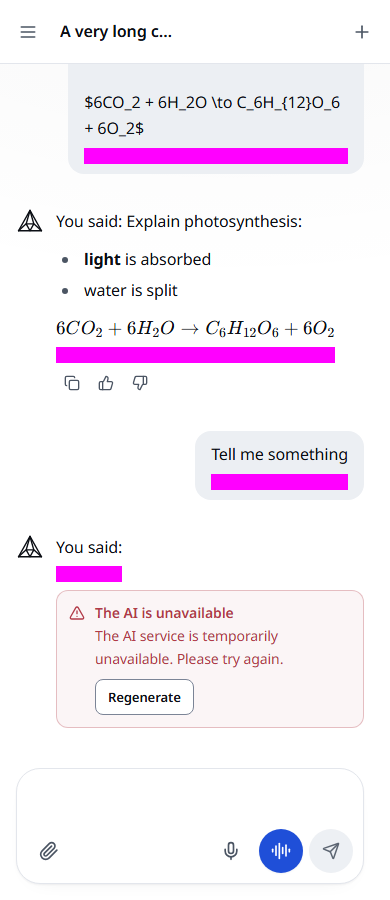 A very long c...
$6CO_2 + 6H_2O \to C_6H_{12}O_6
+ 6O_2$
You said: Explain photosynthesis:
• light is absorbed
• water is split
6CO₂ + 6H₂O → C₆H₁₂O₆ + 6O₂
Tell me something
You said:
The AI is unavailable
The AI service is temporarily
unavailable. Please try again.
Regenerate